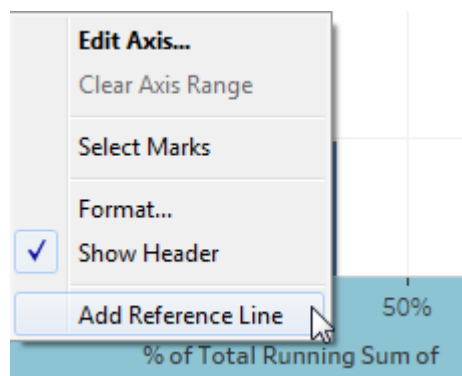 Edit Axis...
Clear Axis Range
Select Marks
Format...
Show Header
Add Reference Line
50%
% of Total Running Sum of